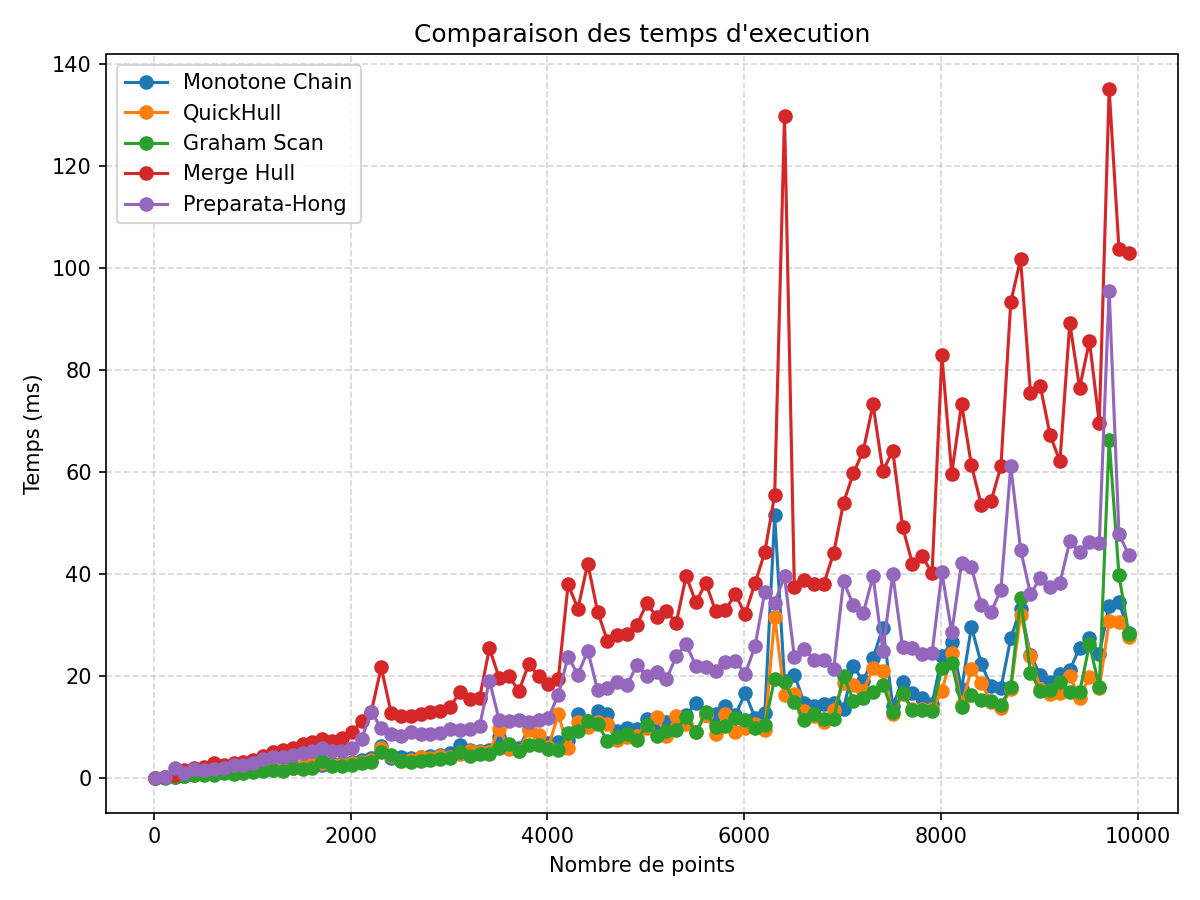 Comparaison des temps d'execution
Monotone Chain
QuickHull
Graham Scan
Merge Hull
Preparata-Hong
Temps (ms)
140
120
100
80
60
40
20
0
0 2000 4000 6000 8000 10000
Nombre de points